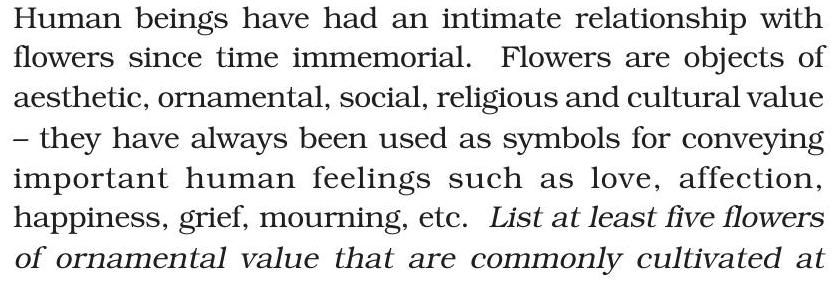 Human beings have had an intimate relationship with
flowers since time immemorial. Flowers are objects of
aesthetic, ornamental, social, religious and cultural value
– they have always been used as symbols for conveying
important human feelings such as love, affection,
happiness, grief, mourning, etc. List at least five flowers
of ornamental value that are commonly cultivated at